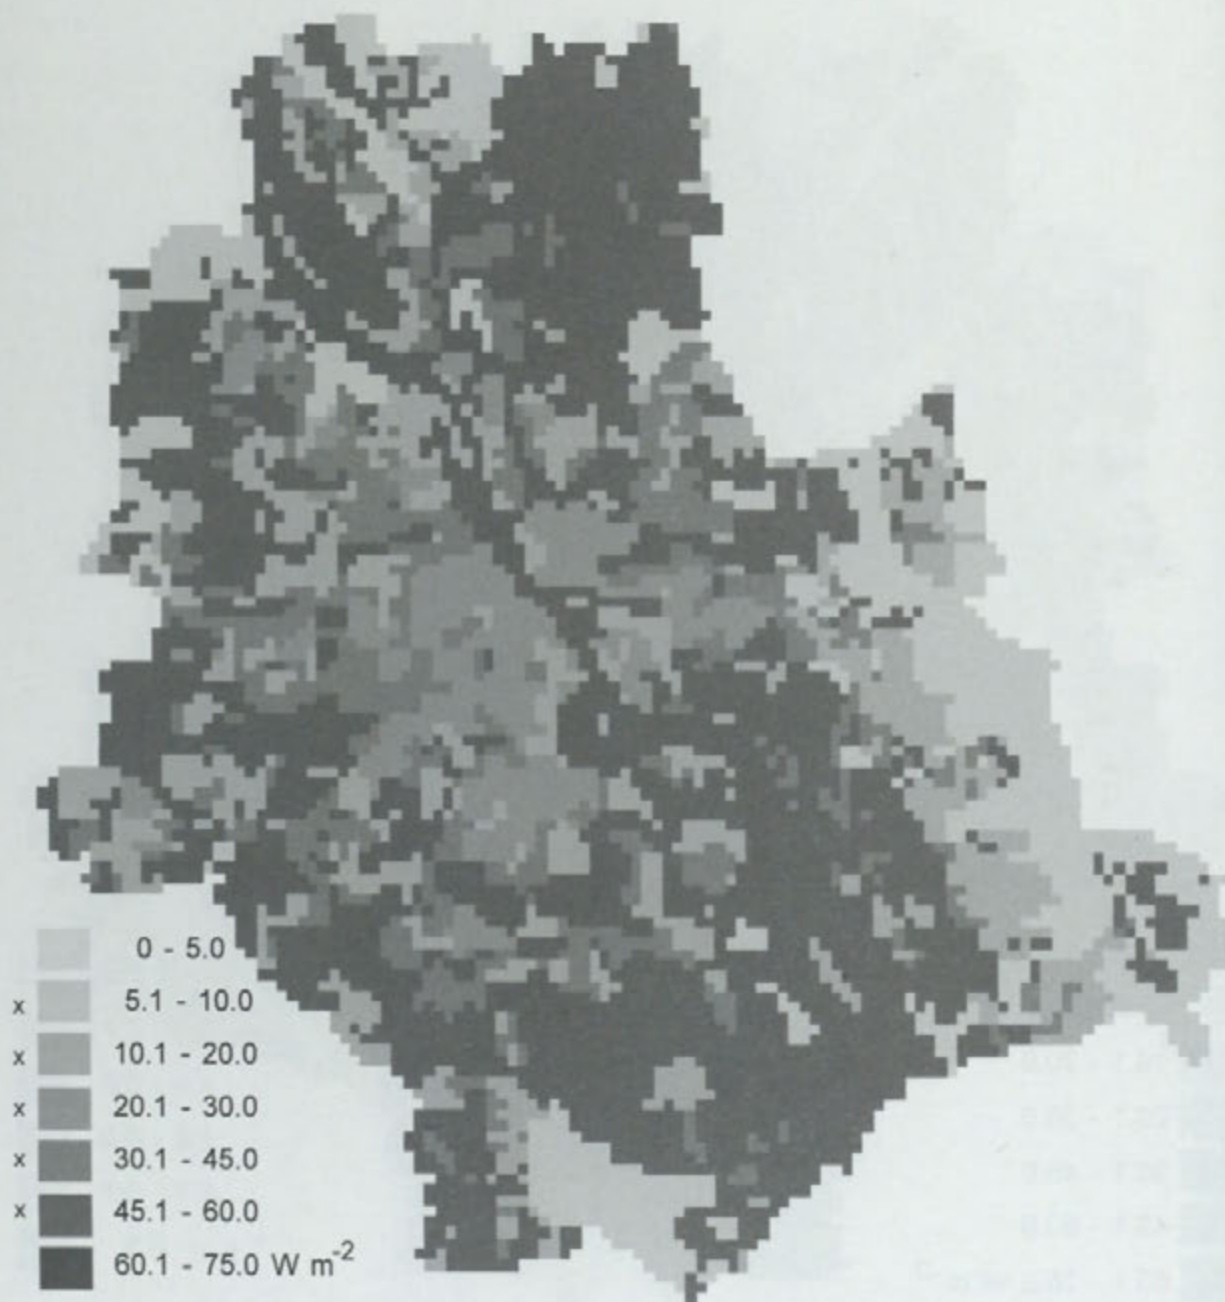 0 - 5.0
x 5.1 - 10.0
x 10.1 - 20.0
x 20.1 - 30.0
x 30.1 - 45.0
x 45.1 - 60.0
60.1 - 75.0 W m⁻²